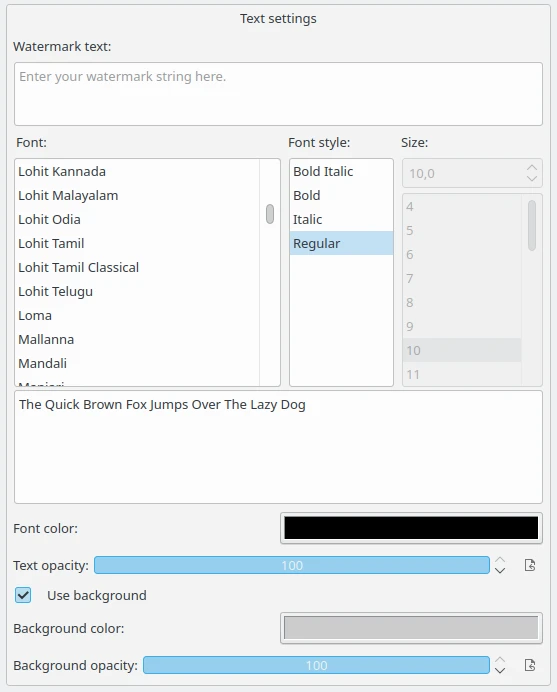 Text settings
Watermark text:
Enter your watermark string here.
Font: Font style: Size:
Lohit Kannada Bold Italic 10,0
Lohit Malayalam Bold 4
Lohit Odia Italic 5
Lohit Tamil Regular 6
Lohit Tamil Classical 7
Lohit Telugu 8
Loma 9
Mallanna 10
Mandali 11
The Quick Brown Fox Jumps Over The Lazy Dog
Font color:
Text opacity: 100
Use background
Background color:
Background opacity: 100